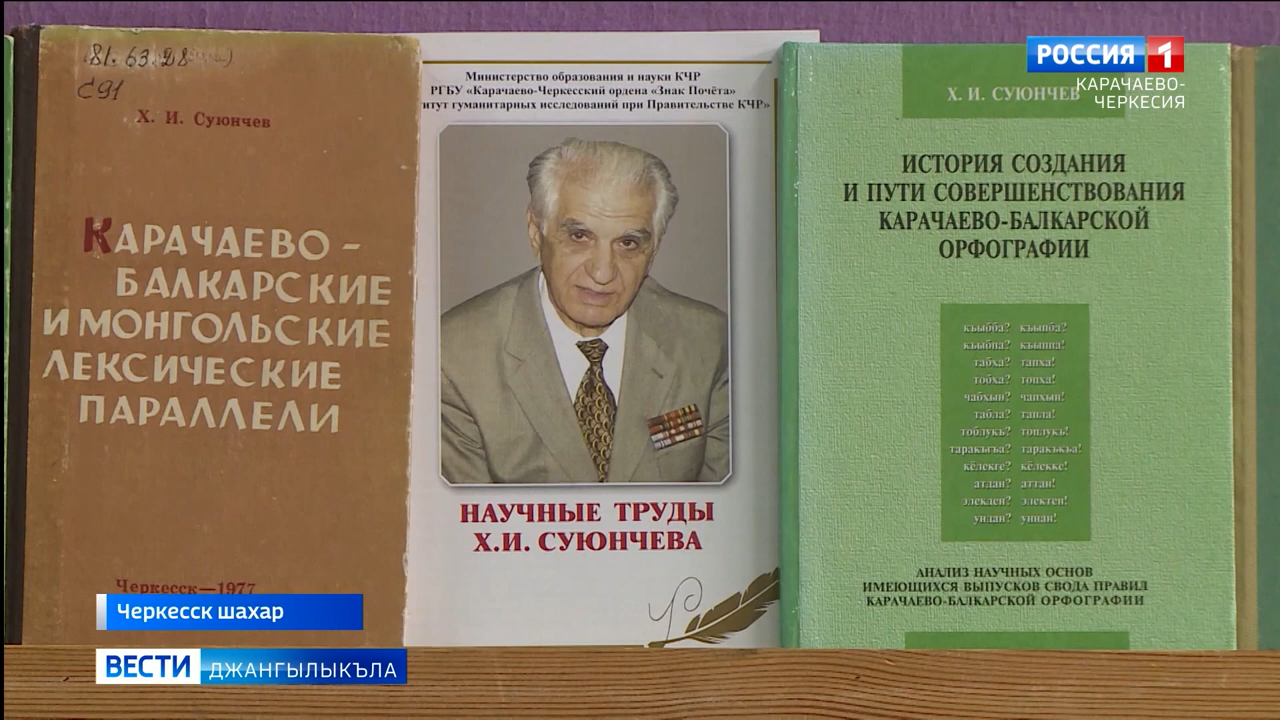 81.63.28
С91
Х. И. Суюнчев
КАРАЧАЕВО-
БАЛКАРСКИЕ
И МОНГОЛЬСКИЕ
ЛЕКСИЧЕСКИЕ
ПАРАЛЛЕЛИ
Черкесск—1977
Министерство образования и науки КЧР
РГБУ «Карачаево-Черкесский ордена «Знак Почёта»
итут гуманитарных исследований при Правительстве КЧР»
НАУЧНЫЕ ТРУДЫ
Х.И. СУЮНЧЕВА
Х. И. СУЮНЧЕВ
ИСТОРИЯ СОЗДАНИЯ
И ПУТИ СОВЕРШЕНСТВОВАНИЯ
КАРАЧАЕВО-БАЛКАРСКОЙ
ОРФОГРАФИИ
къыбба? къыпба?
къыбпа? къыппа!
табха? тапха!
тобха? топха!
чабхын? чапхын!
табла? тапла!
тоблукъ? топлукъ!
таракъгъа? таракъкъа!
кёлекге? кёлекке!
атдан? аттан!
элекден? электен!
ундан? уннан!
АНАЛИЗ НАУЧНЫХ ОСНОВ
ИМЕЮЩИХСЯ ВЫПУСКОВ СВОДА ПРАВИЛ
КАРАЧАЕВО-БАЛКАРСКОЙ ОРФОГРАФИИ
РОССИЯ 1
КАРАЧАЕВО-
ЧЕРКЕСИЯ
Черкесск шахар
ВЕСТИ ДЖАНГЫЛЫКЪЛА